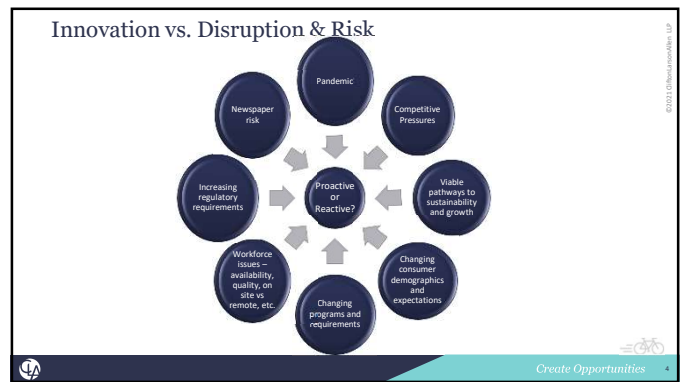 Innovation vs. Disruption & Risk
Pandemic
Competitive
Pressures
Viable
pathways to
sustainability
and growth
Changing
consumer
demographics
and
expectations
Changing
programs and
requirements
Workforce
issues –
availability,
quality, on
site vs
remote, etc.
Increasing
regulatory
requirements
Newspaper
risk
Proactive
or
Reactive?
©2021 CliftonLarsonAllen LLP
CLA
Create Opportunities
4